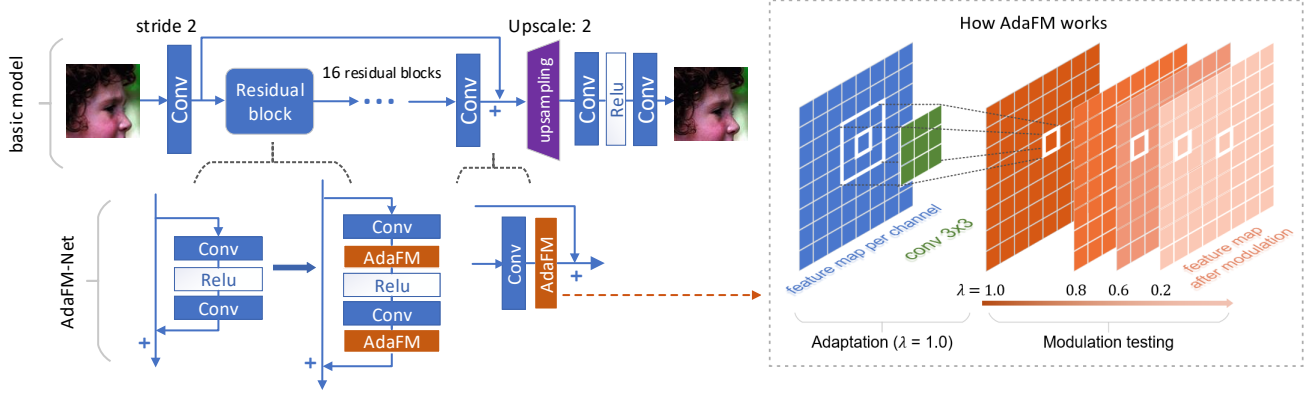 How AdaFM works
stride 2
Upscale: 2
basic model
Conv
Residual
block
16 residual blocks
Conv
+
upsampling
Conv
Relu
Conv
AdaFM-Net
Conv
Relu
Conv
+
Conv
AdaFM
Relu
Conv
AdaFM
+
Conv
AdaFM
+
feature map per channel
conv 3x3
feature map
after modulation
λ = 1.0
0.8
0.6
0.2
Adaptation (λ = 1.0)
Modulation testing